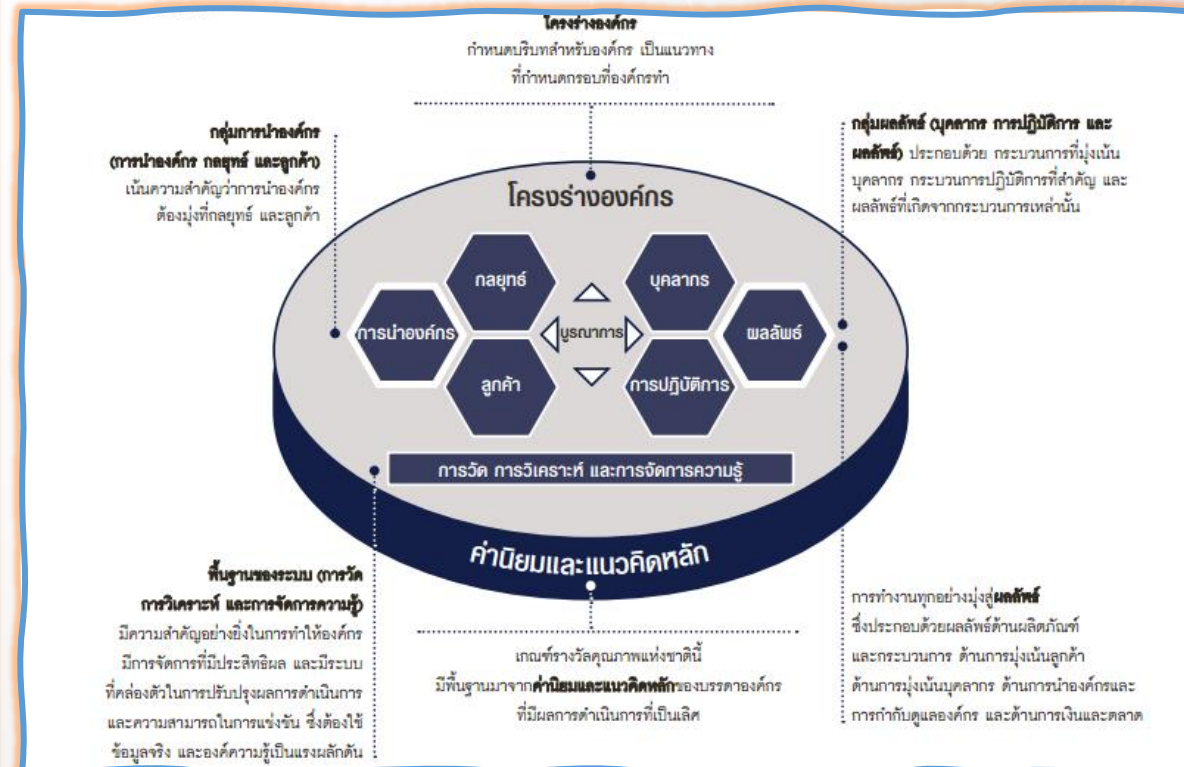 โครงร่างองค์กร
กำหนดบริบทสำหรับองค์กร เป็นแนวทาง
ที่กำหนดกรอบที่องค์กรทำ
กลุ่มการนำองค์กร
(การนำองค์กร กลยุทธ์ และลูกค้า)
เน้นความสำคัญว่าการนำองค์กร
ต้องมุ่งที่กลยุทธ์ และลูกค้า
กลุ่มผลลัพธ์ (บุคลากร การปฏิบัติการ และ
ผลลัพธ์) ประกอบด้วย กระบวนการที่มุ่งเน้น
บุคลากร กระบวนการปฏิบัติการที่สำคัญ และ
ผลลัพธ์ที่เกิดจากกระบวนการเหล่านั้น
โครงร่างองค์กร
กลยุทธ์
บุคลากร
การนำองค์กร
บูรณาการ
ผลลัพธ์
ลูกค้า
การปฏิบัติการ
การวัด การวิเคราะห์ และการจัดการความรู้
ค่านิยมและแนวคิดหลัก
พื้นฐานของระบบ (การวัด
การวิเคราะห์ และการจัดการความรู้)
มีความสำคัญอย่างยิ่งในการทำให้องค์กร
มีการจัดการที่มีประสิทธิผล และมีระบบ
ที่คล่องตัวในการปรับปรุงผลการดำเนินการ
และความสามารถในการแข่งขัน ซึ่งต้องใช้
ข้อมูลจริง และองค์ความรู้เป็นแรงผลักดัน
เกณฑ์รางวัลคุณภาพแห่งชาตินี้
มีพื้นฐานมาจากค่านิยมและแนวคิดหลักของบรรดาองค์กร
ที่มีผลการดำเนินการที่เป็นเลิศ
การทำงานทุกอย่างมุ่งสู่ผลลัพธ์
ซึ่งประกอบด้วยผลลัพธ์ด้านผลิตภัณฑ์
และกระบวนการ ด้านการมุ่งเน้นลูกค้า
ด้านการมุ่งเน้นบุคลากร ด้านการนำองค์กรและ
การกำกับดูแลองค์กร และด้านการเงินและตลาด